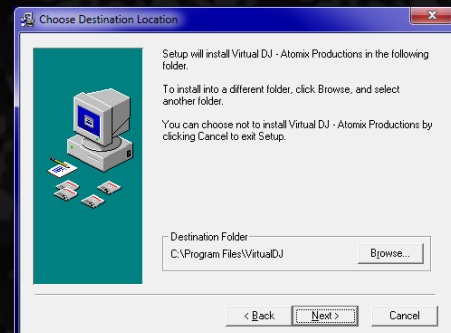 Choose Destination Location
Setup will install Virtual DJ - Atomix Productions in the following
folder.
To install into a different folder, click Browse, and select
another folder.
You can choose not to install Virtual DJ - Atomix Productions by
clicking Cancel to exit Setup.
Destination Folder
C:\Program Files\VirtualDJ
Browse...
< Back
Next >
Cancel